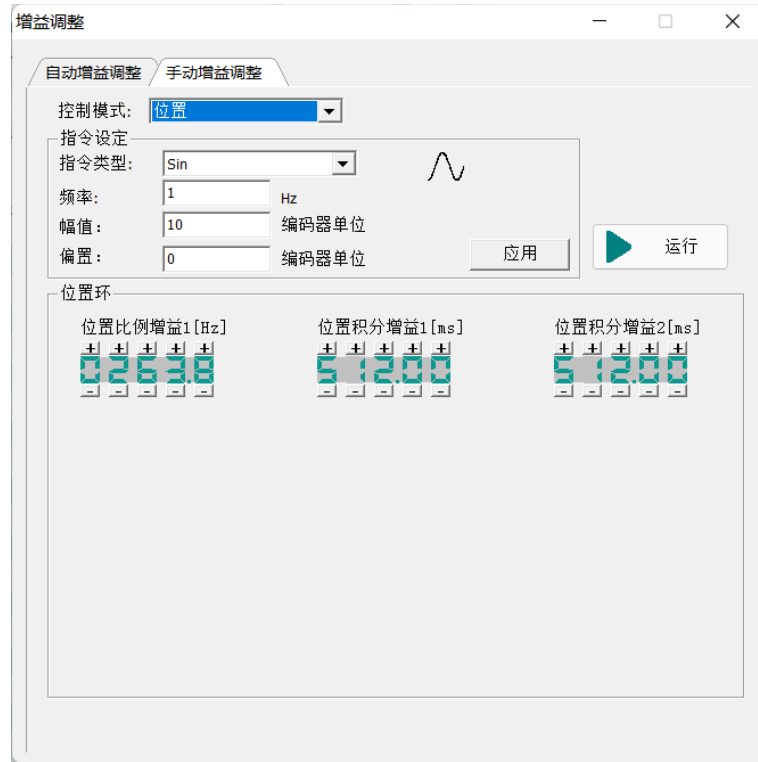 增益调整
自动增益调整 手动增益调整
控制模式: 位置
指令设定
指令类型: Sin
频率: 1 Hz
幅值: 10 编码器单位
偏置: 0 编码器单位
应用
运行
位置环
位置比例增益1[Hz] 位置积分增益1[ms] 位置积分增益2[ms]
+ + + + + + + + + + + + + + +
0263.8 512.00 512.00
- - - - - - - - - - - - - - -